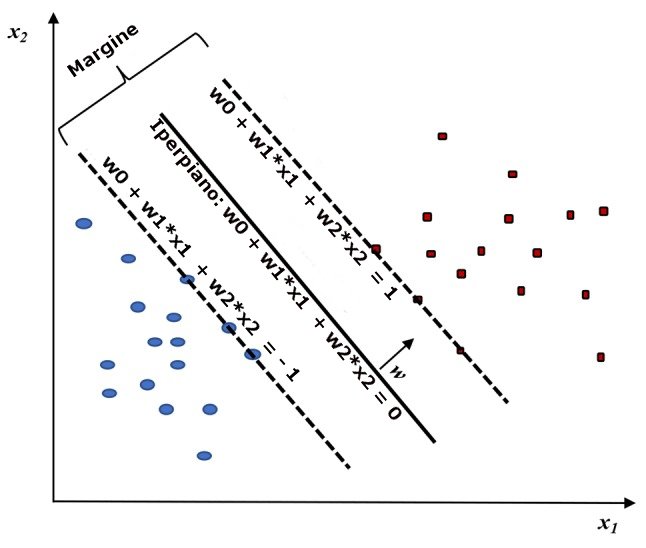 x2
Margine
w0 + w1*x1 + w2*x2 = 1
Iperpiano: w0 + w1*x1 + w2*x2 = 0
w0 + w1*x1 + w2*x2 = - 1
w
x1